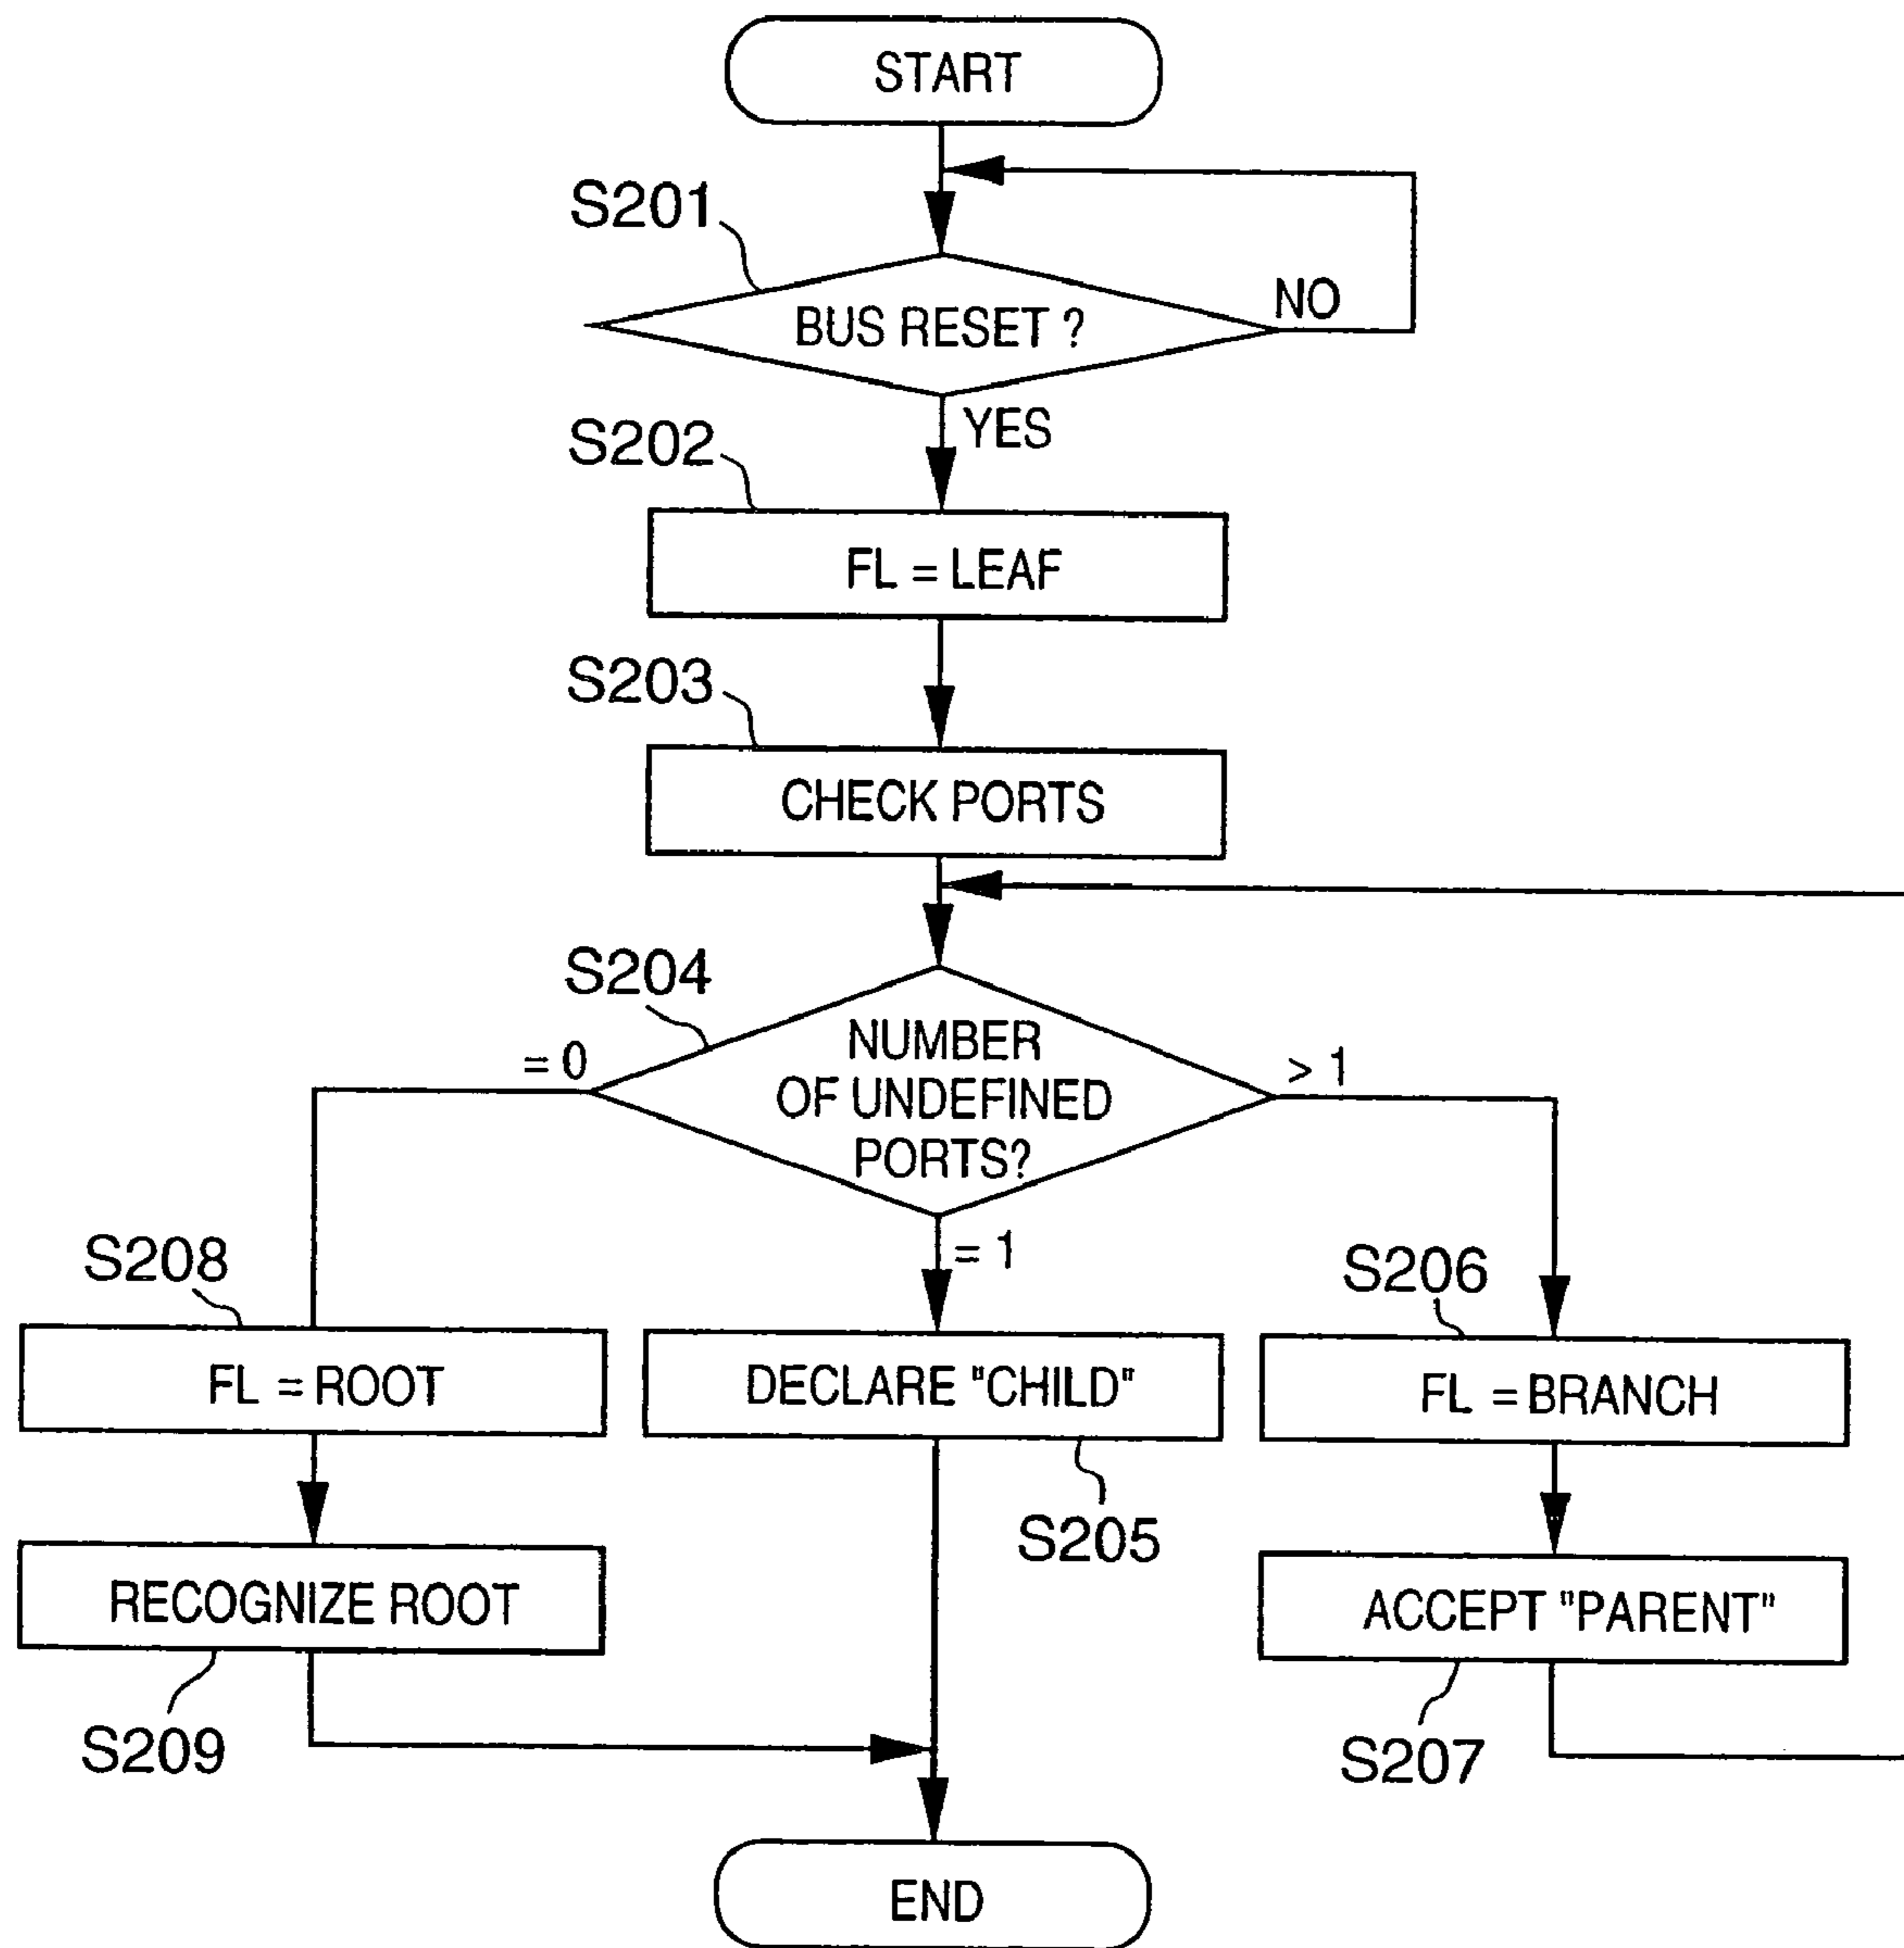 START
S201
BUS RESET ?
NO
YES
S202
FL = LEAF
S203
CHECK PORTS
S204
NUMBER
OF UNDEFINED
PORTS?
= 0
= 1
> 1
S208
FL = ROOT
DECLARE "CHILD"
S205
S206
FL = BRANCH
RECOGNIZE ROOT
S209
ACCEPT "PARENT"
S207
END